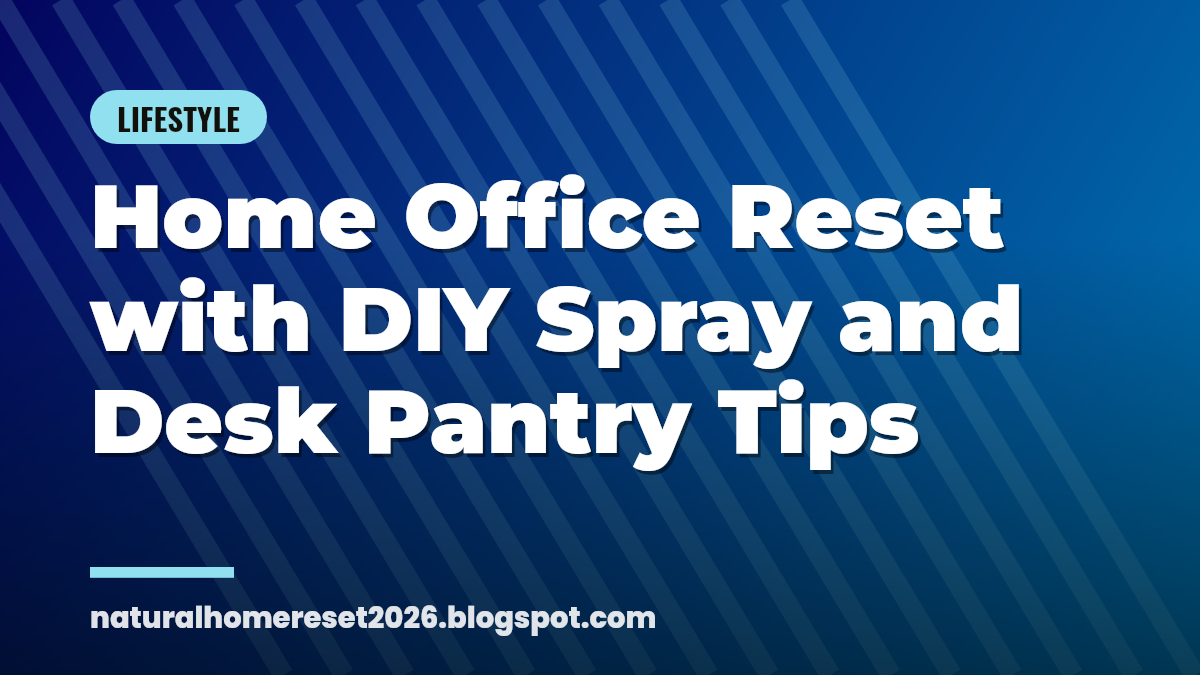 LIFESTYLE
Home Office Reset
with DIY Spray and
Desk Pantry Tips
naturalhomereset2026.blogspot.com